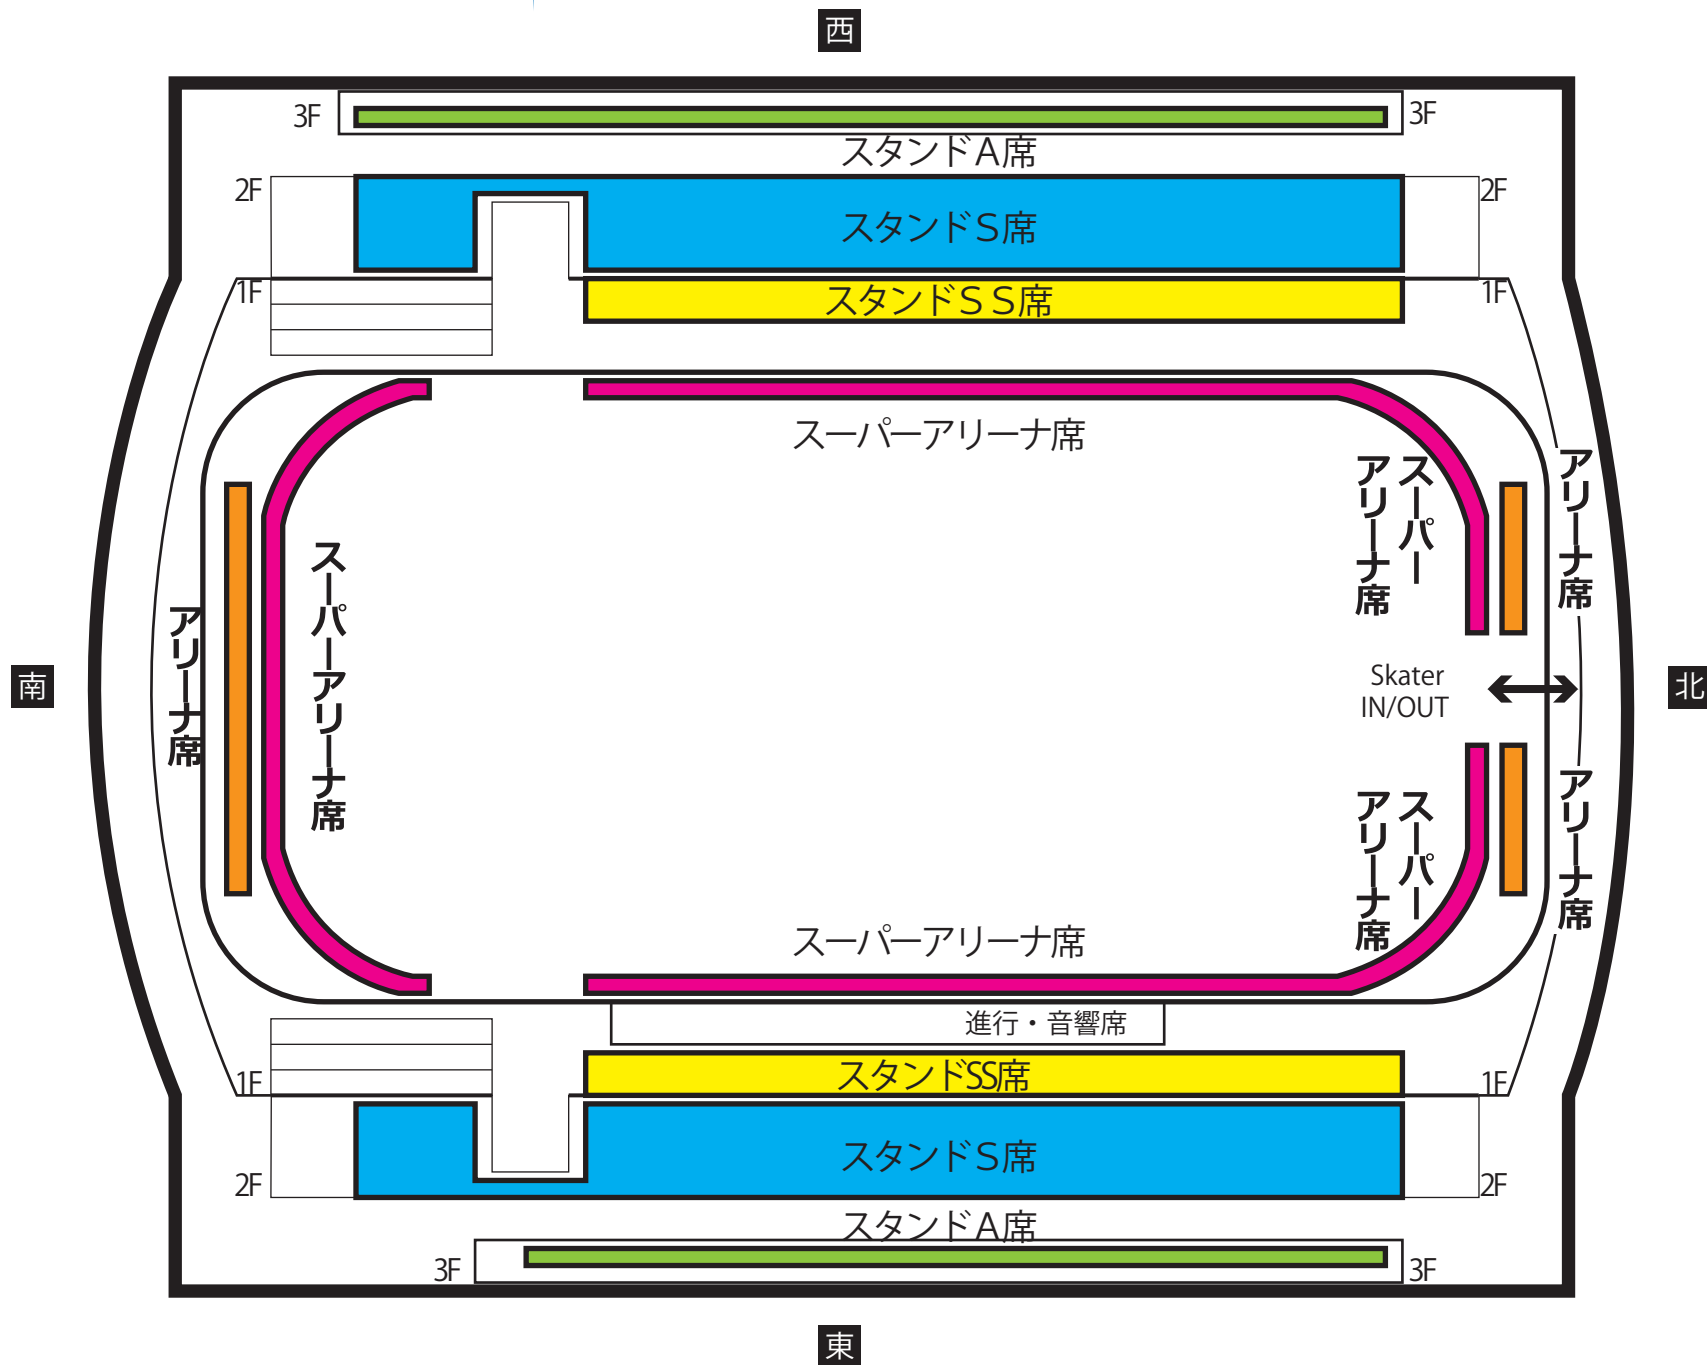 西
3F
3F
スタンドA席
2F
2F
スタンドS席
1F
1F
スタンドSS席
スーパーアリーナ席
スーパー
アリーナ席
アリーナ席
スーパーアリーナ席
アリーナ席
南
Skater
IN/OUT
北
スーパー
アリーナ席
アリーナ席
スーパーアリーナ席
進行・音響席
スタンドSS席
1F
1F
スタンドS席
2F
2F
スタンドA席
3F
3F
東